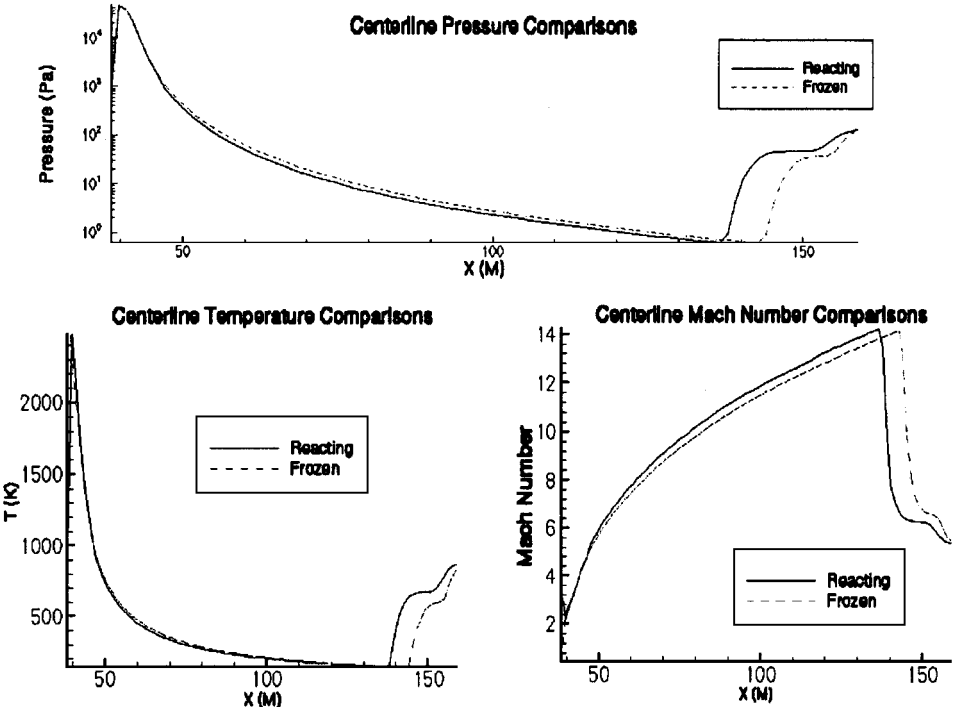 Centerline Pressure Comparisons
Pressure (Pa)
10⁴
10³
10²
10¹
10⁰
Reacting
Frozen
50
100
150
X (M)
Centerline Temperature Comparisons
T (K)
2000
1500
1000
500
Reacting
Frozen
50
100
150
X (M)
Centerline Mach Number Comparisons
Mach Number
14
12
10
8
6
4
2
Reacting
Frozen
50
100
150
X (M)